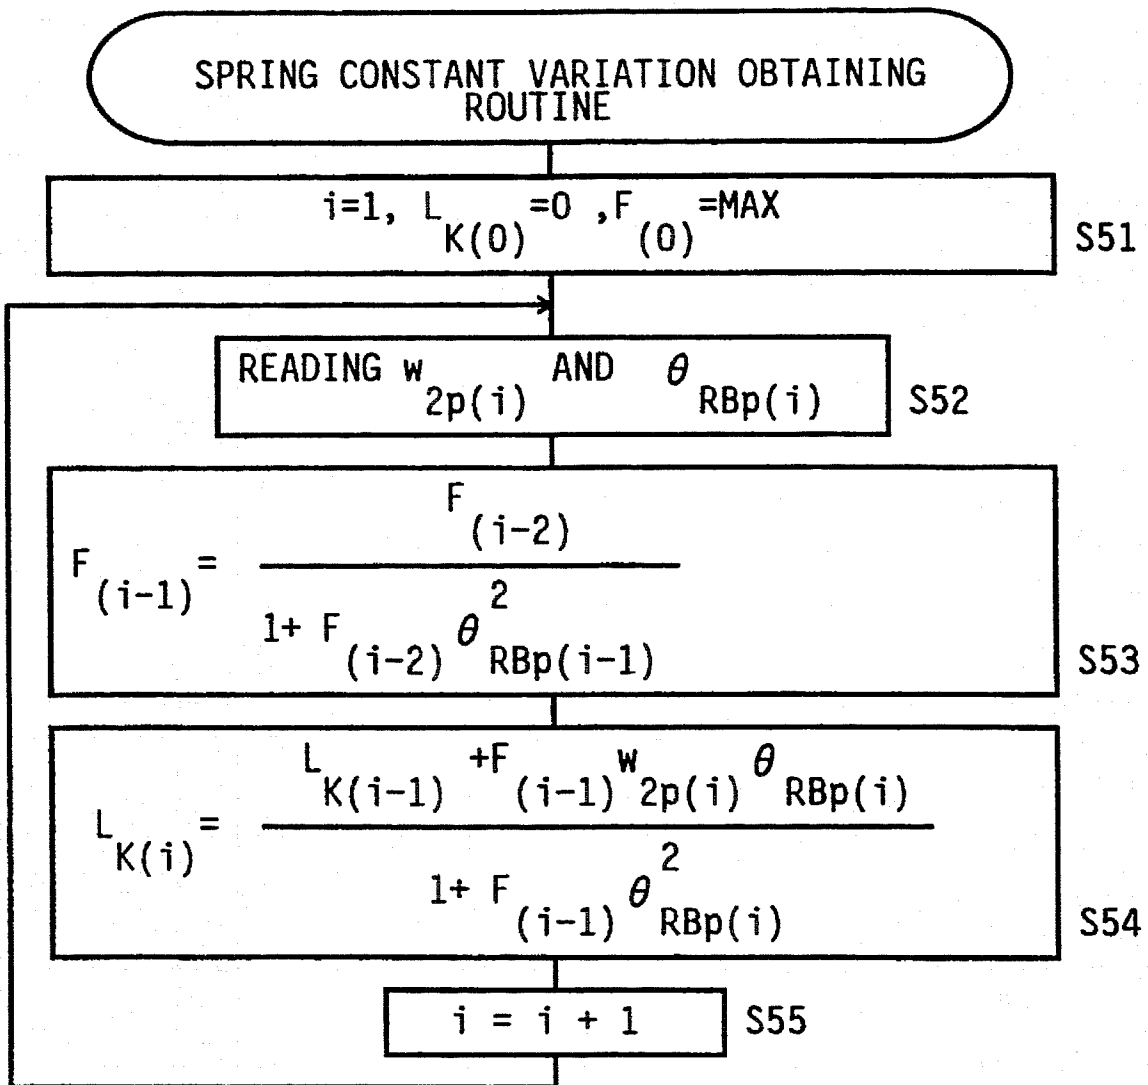 SPRING CONSTANT VARIATION OBTAINING
ROUTINE
i=1, L K(0) =0 ,F (0) =MAX
S51
READING w 2p(i) AND θ RBp(i)
S52
F (i-2)
F (i-1) =
1+ F (i-2) θ 2 RBp(i-1)
S53
L K(i-1) +F (i-1) w 2p(i) θ RBp(i)
L K(i) =
1+ F (i-1) θ 2 RBp(i)
S54
i = i + 1
S55